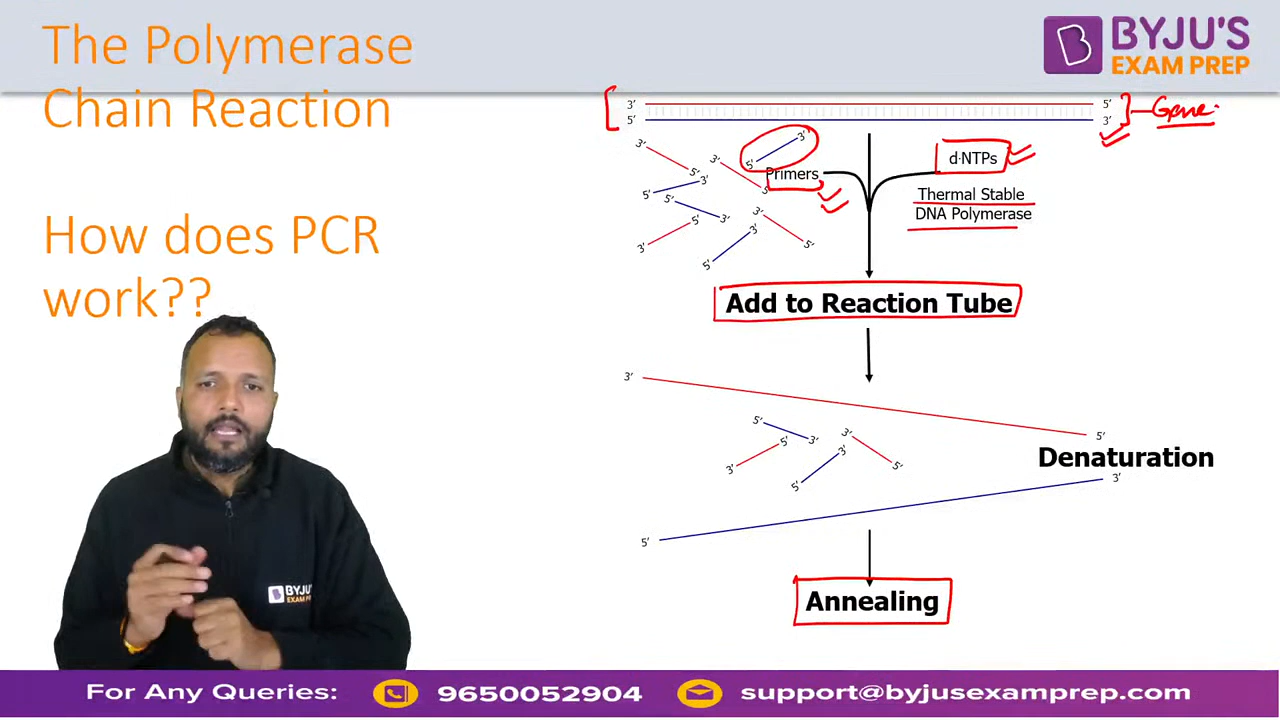 The Polymerase
Chain Reaction
How does PCR
work??
BYJU'S
EXAM PREP
3' 5'
5' 3'
Gene
3' 5'
3' 5'
5' 3'
5' 3'
5' 3'
3' 5'
3' 5'
5' 3'
Primers
d·NTPs
Thermal Stable
DNA Polymerase
Add to Reaction Tube
3' 5'
5' 3'
3' 5'
3' 5'
5' 3'
Denaturation
5' 3'
Annealing
BYJU'S
EXAM PREP
For Any Queries: 9650052904 support@byjusexamprep.com